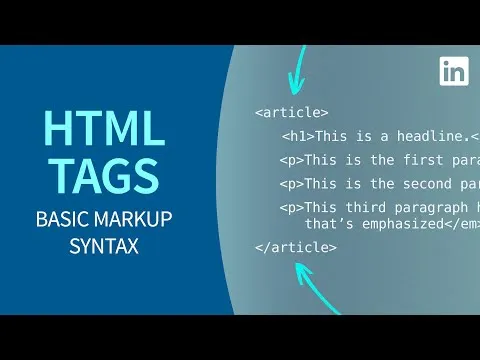 HTML
TAGS
BASIC MARKUP
SYNTAX
in
<article>
<h1>This is a headline.<
<p>This is the first para
<p>This is the second par
<p>This third paragraph h
that's emphasized</em>
</article>